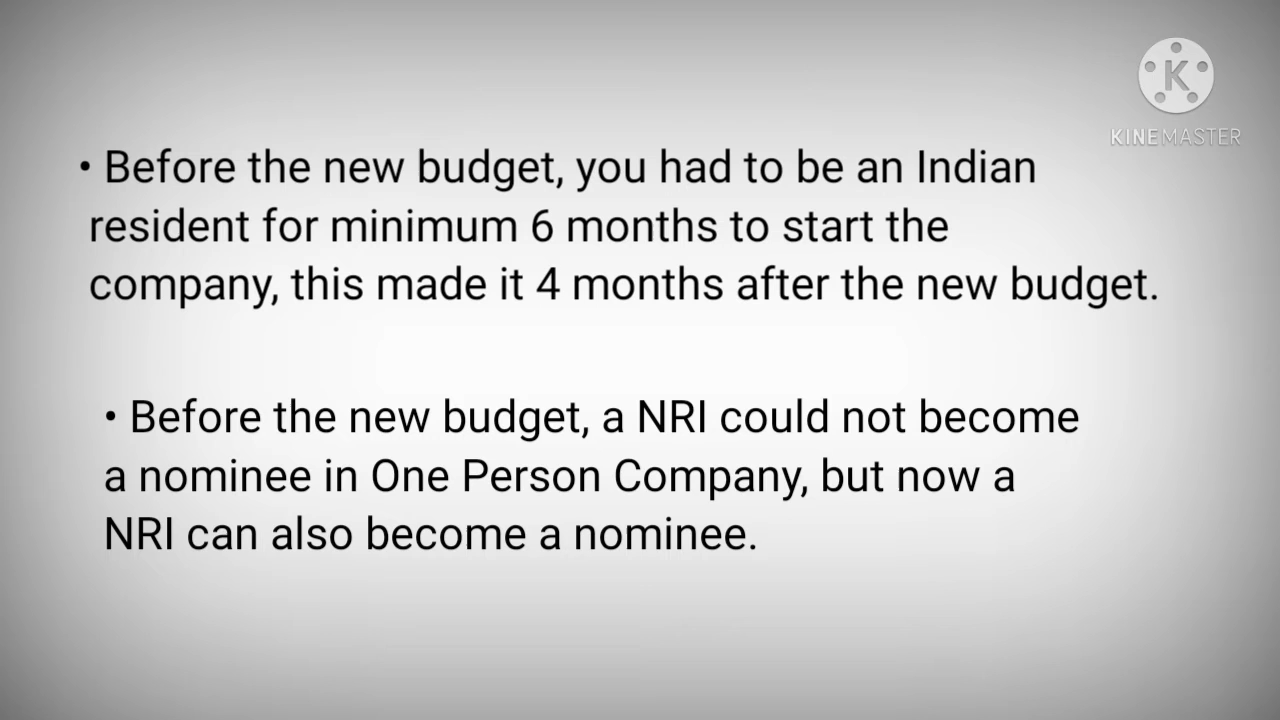 KINEMASTER
• Before the new budget, you had to be an Indian
resident for minimum 6 months to start the
company, this made it 4 months after the new budget.
• Before the new budget, a NRI could not become
a nominee in One Person Company, but now a
NRI can also become a nominee.